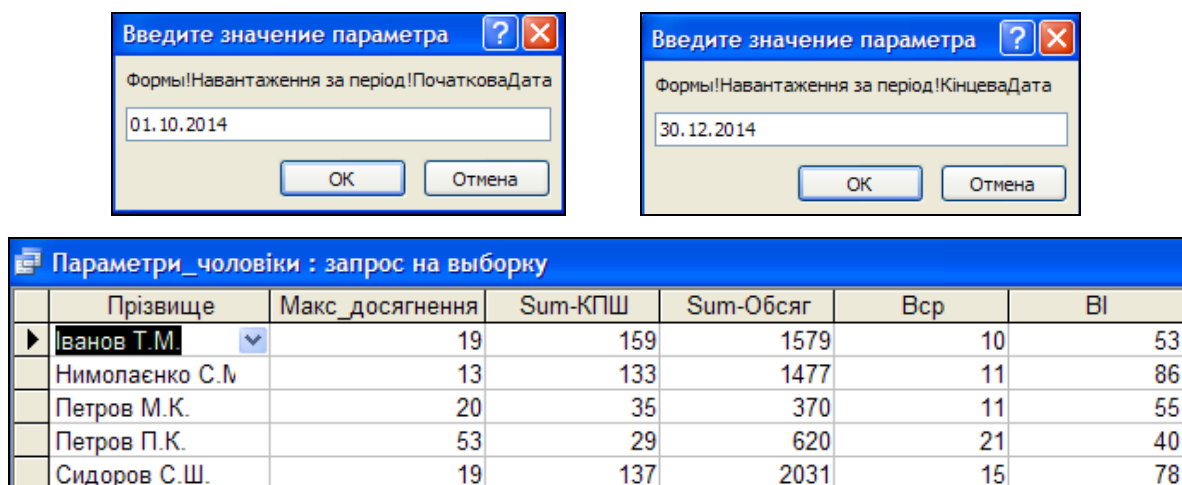 Введите значение параметра
Формы!Навантаження за період!ПочатковаДата
01.10.2014
ОК
Отмена
Введите значение параметра
Формы!Навантаження за період!КінцеваДата
30.12.2014
ОК
Отмена
Параметри_чоловіки : запрос на выборку
Прізвище Макс_досягнення Sum-КПШ Sum-Обсяг Вср ВІ
Іванов Т.М. 19 159 1579 10 53
Нимолаєнко С.М 13 133 1477 11 86
Петров М.К. 20 35 370 11 55
Петров П.К. 53 29 620 21 40
Сидоров С.Ш. 19 137 2031 15 78